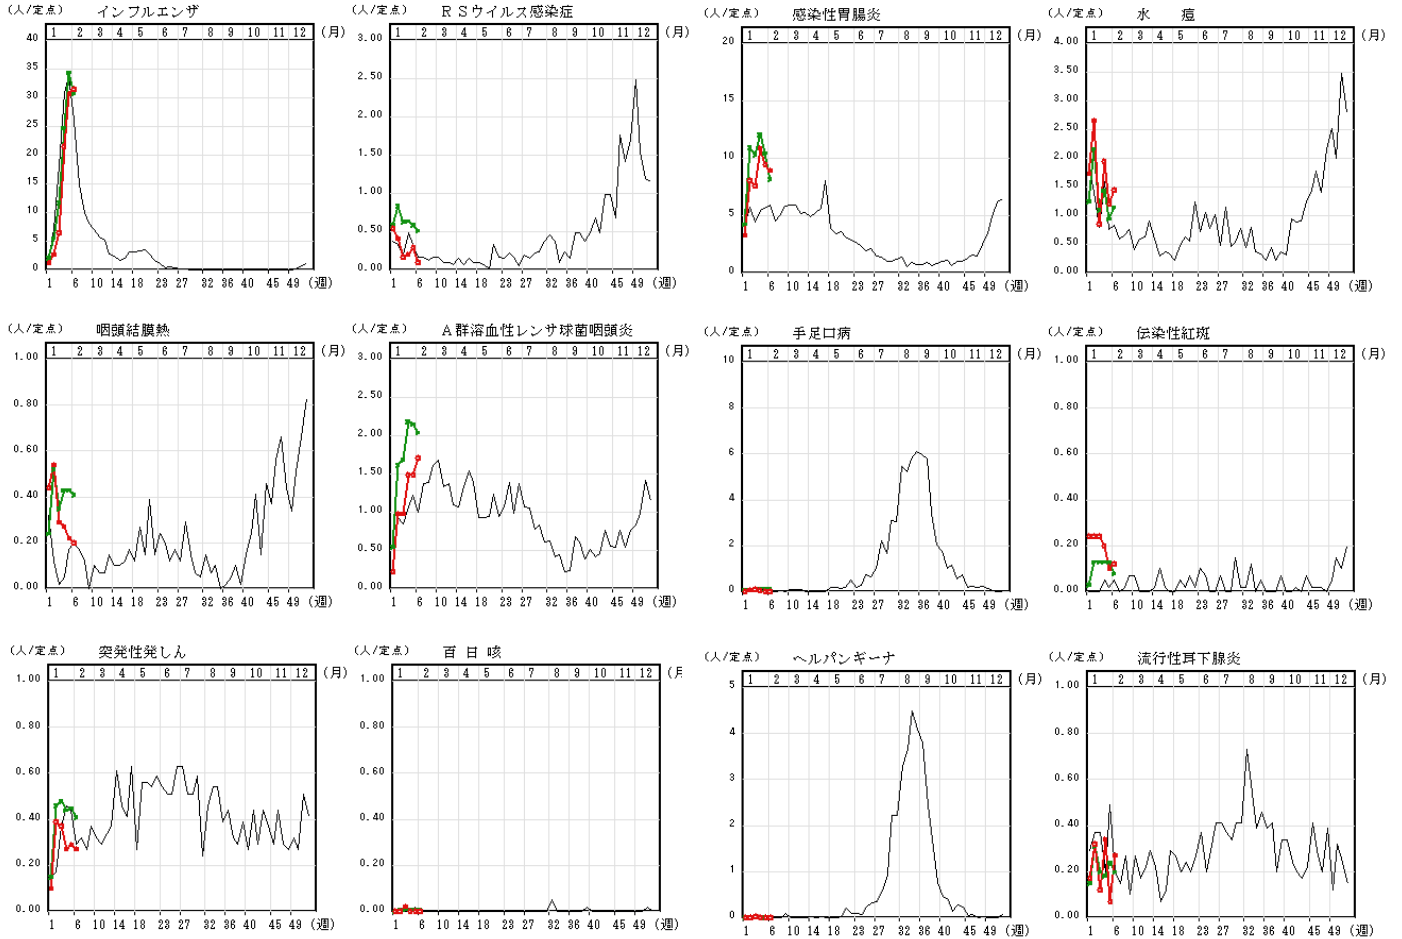 (人/定点) インフルエンザ
1 2 3 4 5 6 7 8 9 10 11 12 (月)
40
35
30
25
20
15
10
5
0
1 6 10 14 18 23 27 32 36 40 45 49 (週)
(人/定点) ＲＳウイルス感染症
1 2 3 4 5 6 7 8 9 10 11 12 (月)
3.00
2.50
2.00
1.50
1.00
0.50
0.00
1 6 10 14 18 23 27 32 36 40 45 49 (週)
(人/定点) 感染性胃腸炎
1 2 3 4 5 6 7 8 9 10 11 12 (月)
20
15
10
5
0
1 6 10 14 18 23 27 32 36 40 45 49 (週)
(人/定点) 水 痘
1 2 3 4 5 6 7 8 9 10 11 12 (月)
4.00
3.50
3.00
2.50
2.00
1.50
1.00
0.50
0.00
1 6 10 14 18 23 27 32 36 40 45 49 (週)
(人/定点) 咽頭結膜熱
1 2 3 4 5 6 7 8 9 10 11 12 (月)
1.00
0.80
0.60
0.40
0.20
0.00
1 6 10 14 18 23 27 32 36 40 45 49 (週)
(人/定点) Ａ群溶血性レンサ球菌咽頭炎
1 2 3 4 5 6 7 8 9 10 11 12 (月)
3.00
2.50
2.00
1.50
1.00
0.50
0.00
1 6 10 14 18 23 27 32 36 40 45 49 (週)
(人/定点) 手足口病
1 2 3 4 5 6 7 8 9 10 11 12 (月)
10
8
6
4
2
0
1 6 10 14 18 23 27 32 36 40 45 49 (週)
(人/定点) 伝染性紅斑
1 2 3 4 5 6 7 8 9 10 11 12 (月)
1.00
0.80
0.60
0.40
0.20
0.00
1 6 10 14 18 23 27 32 36 40 45 49 (週)
(人/定点) 突発性発しん
1 2 3 4 5 6 7 8 9 10 11 12 (月)
1.00
0.80
0.60
0.40
0.20
0.00
1 6 10 14 18 23 27 32 36 40 45 49 (週)
(人/定点) 百 日 咳
1 2 3 4 5 6 7 8 9 10 11 12 (月
1.00
0.80
0.60
0.40
0.20
0.00
1 6 10 14 18 23 27 32 36 40 45 49 (週)
(人/定点) ヘルパンギーナ
1 2 3 4 5 6 7 8 9 10 11 12 (月)
5
4
3
2
1
0
1 6 10 14 18 23 27 32 36 40 45 49 (週)
(人/定点) 流行性耳下腺炎
1 2 3 4 5 6 7 8 9 10 11 12 (月)
1.00
0.80
0.60
0.40
0.20
0.00
1 6 10 14 18 23 27 32 36 40 45 49 (週)